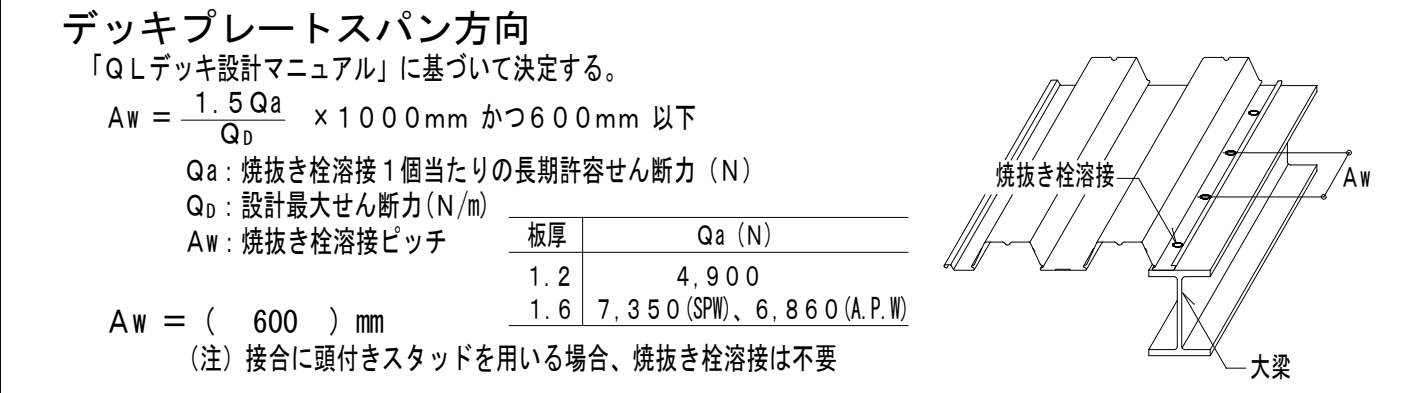 デッキプレートスパン方向
「QLデッキ設計マニュアル」に基づいて決定する。
Aw = 1.5Qa / QD ×1000mm かつ600mm 以下
Qa:焼抜き栓溶接1個当たりの長期許容せん断力(N)
QD:設計最大せん断力(N/m)
Aw:焼抜き栓溶接ピッチ
板厚 Qa(N)
1.2 4,900
1.6 7,350(SPW)、6,860(A.P.W)
Aw =( 600 )mm
(注)接合に頭付きスタッドを用いる場合、焼抜き栓溶接は不要
焼抜き栓溶接
Aw
大梁